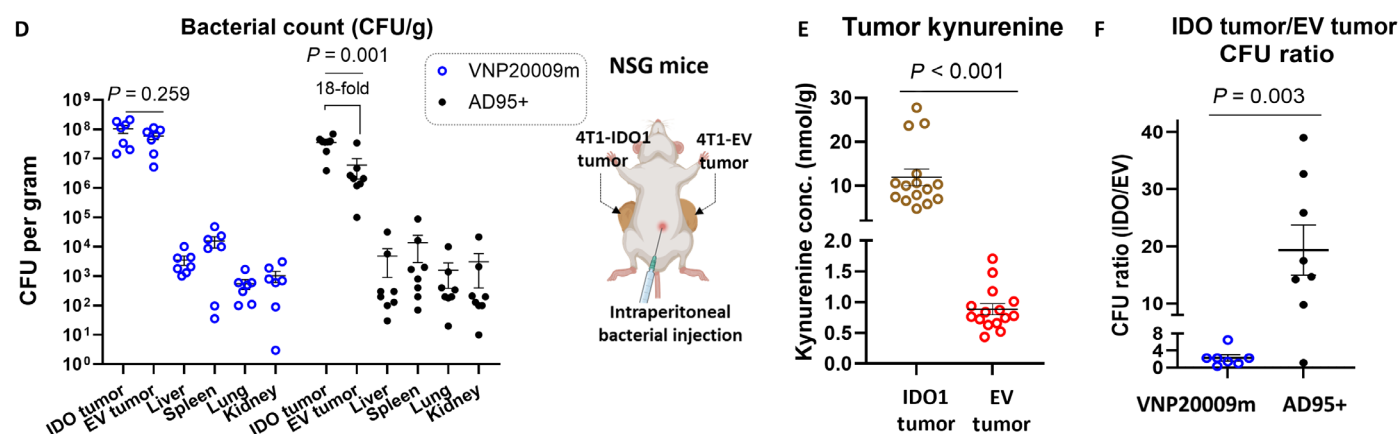 D
Bacterial count (CFU/g)
P = 0.259
P = 0.001
18-fold
VNP20009m
AD95+
CFU per gram
10⁹
10⁸
10⁷
10⁶
10⁵
10⁴
10³
10²
10¹
10⁰
IDO tumor
EV tumor
Liver
Spleen
Lung
Kidney
IDO tumor
EV tumor
Liver
Spleen
Lung
Kidney
NSG mice
4T1-IDO1
tumor
4T1-EV
tumor
Intraperitoneal
bacterial injection
E
Tumor kynurenine
P < 0.001
Kynurenine conc. (nmol/g)
30
20
10
2.0
1.5
1.0
0.5
0.0
IDO1
tumor
EV
tumor
F
IDO tumor/EV tumor
CFU ratio
P = 0.003
CFU ratio (IDO/EV)
40
30
20
10
8
4
0
VNP20009m
AD95+